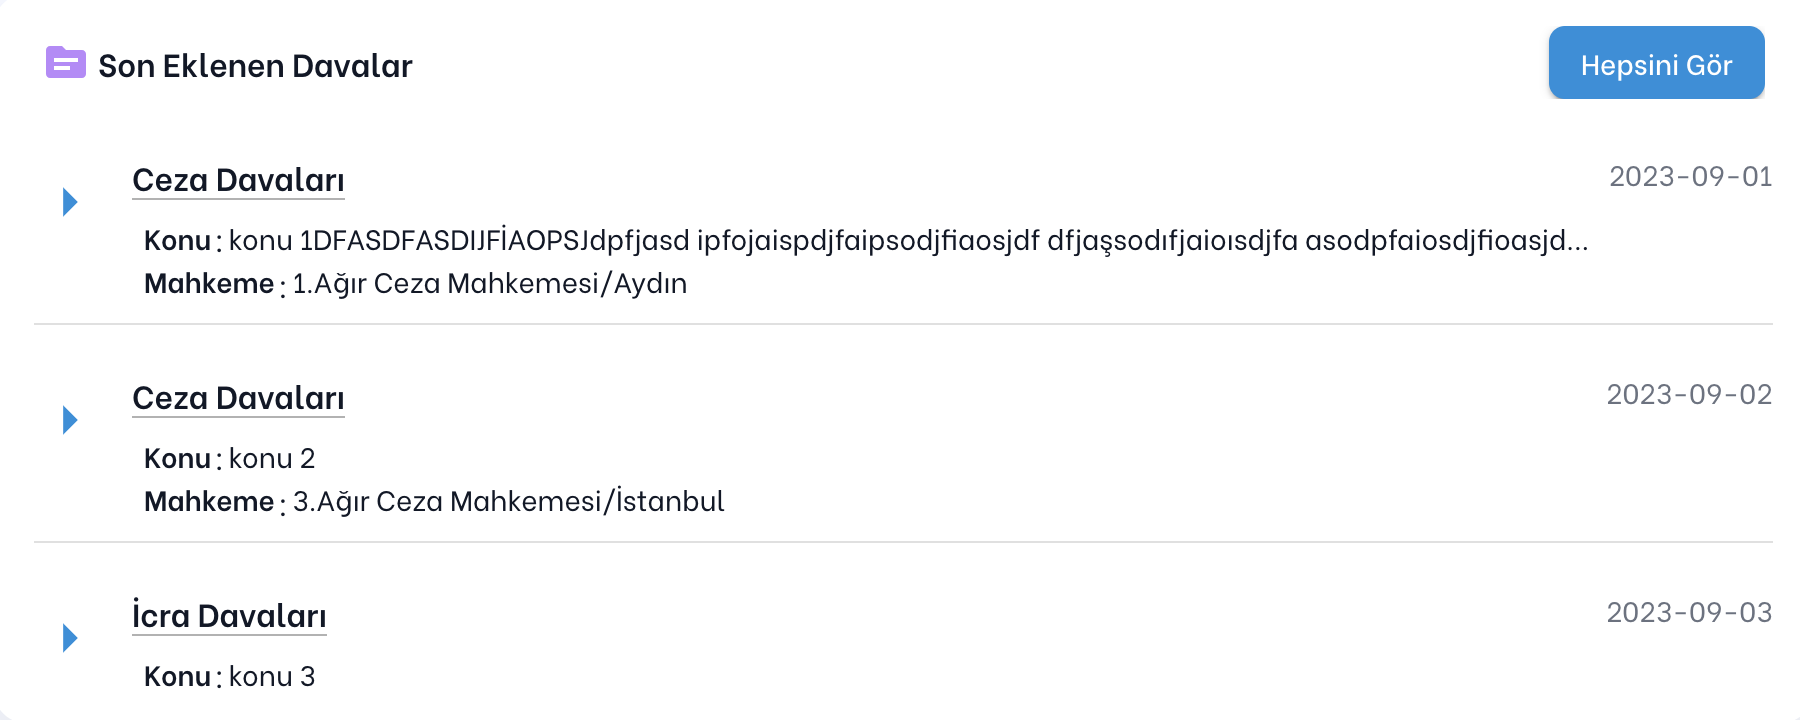 Son Eklenen Davalar
Hepsini Gör
Ceza Davaları
2023-09-01
Konu : konu 1DFASDFASDIJFİAOPSJdpfjasd ipfojaispdjfaipsodjfiaosjdf dfjaşsodıfjaioısdjfa asodpfaiosdjfioasjd...
Mahkeme : 1.Ağır Ceza Mahkemesi/Aydın
Ceza Davaları
2023-09-02
Konu : konu 2
Mahkeme : 3.Ağır Ceza Mahkemesi/İstanbul
İcra Davaları
2023-09-03
Konu : konu 3